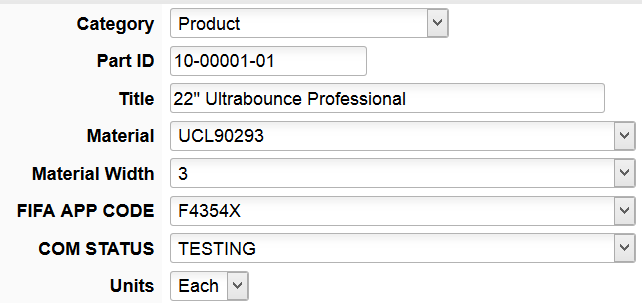 Category Product
Part ID 10-00001-01
Title 22" Ultrabounce Professional
Material UCL90293
Material Width 3
FIFA APP CODE F4354X
COM STATUS TESTING
Units Each